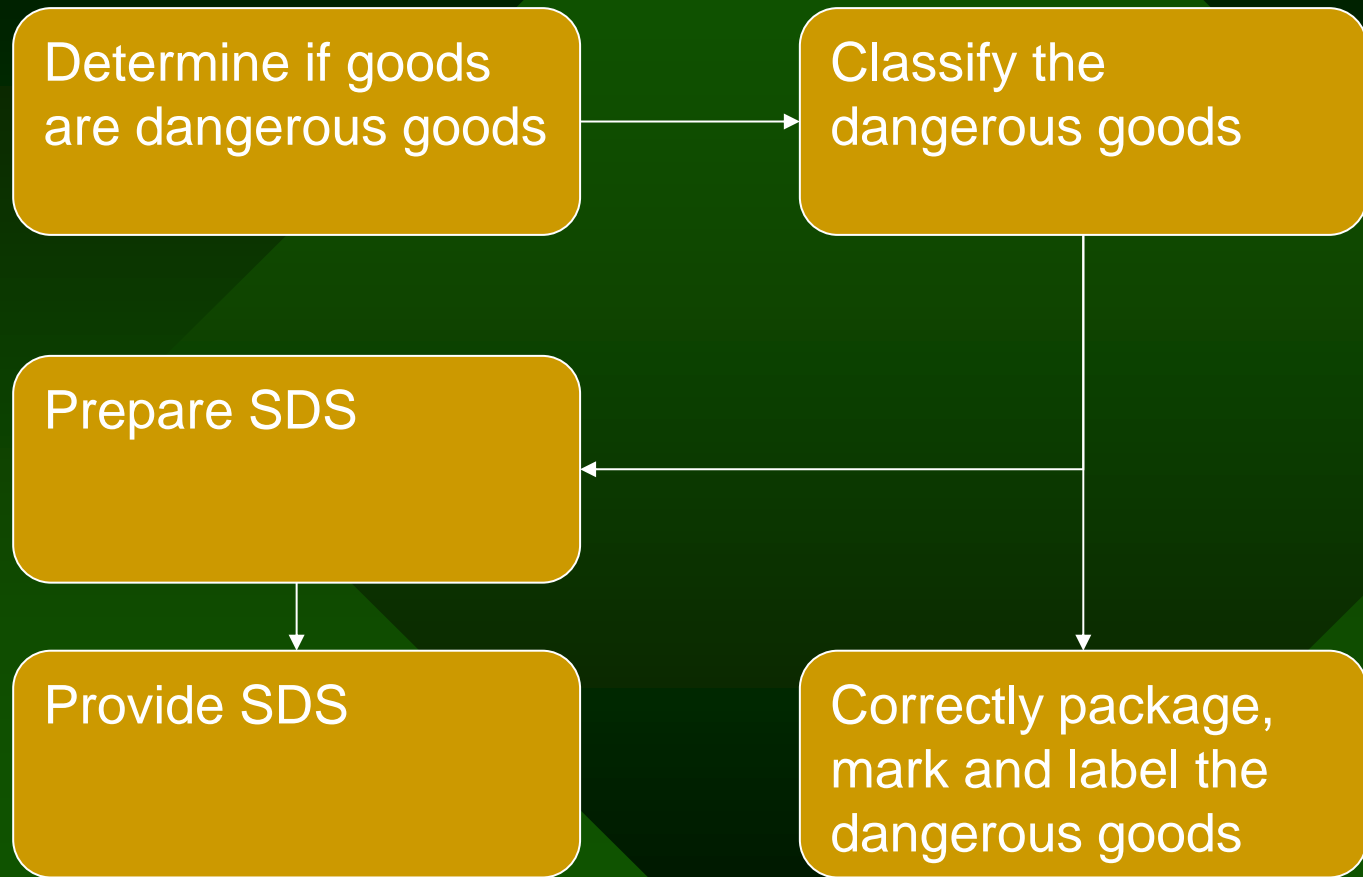 Determine if goods
are dangerous goods
Classify the
dangerous goods
Prepare SDS
Provide SDS
Correctly package,
mark and label the
dangerous goods